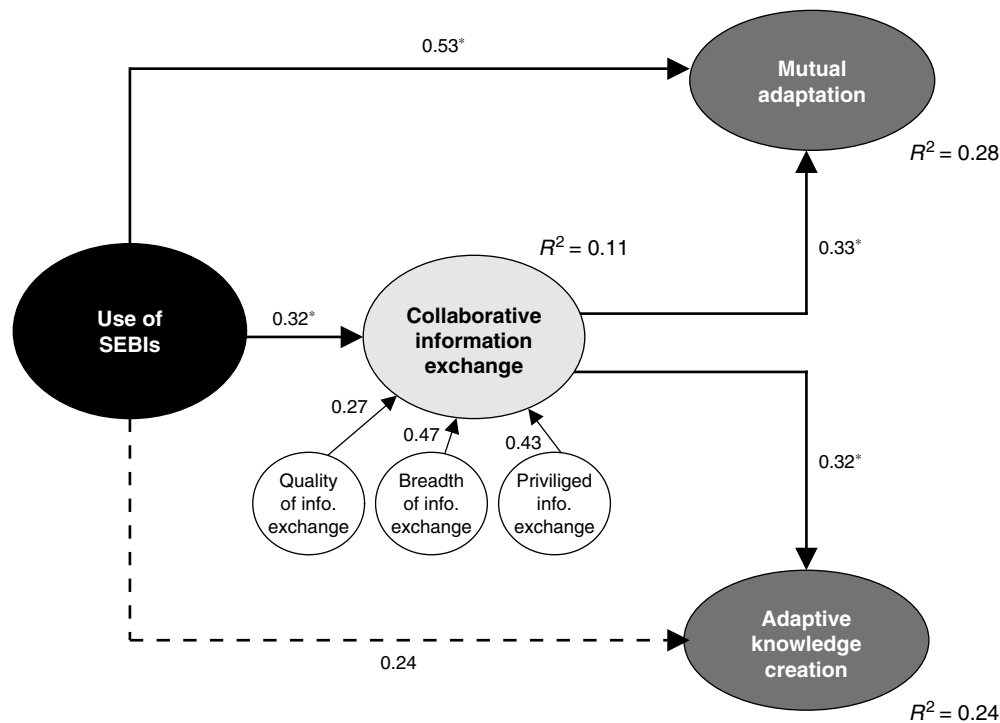 0.53*
Mutual
adaptation
R² = 0.28
R² = 0.11
0.33*
Use of
SEBIs
0.32*
Collaborative
information
exchange
0.27
0.47
0.43
0.32*
Quality
of info.
exchange
Breadth
of info.
exchange
Priviliged
info.
exchange
Adaptive
knowledge
creation
0.24
R² = 0.24